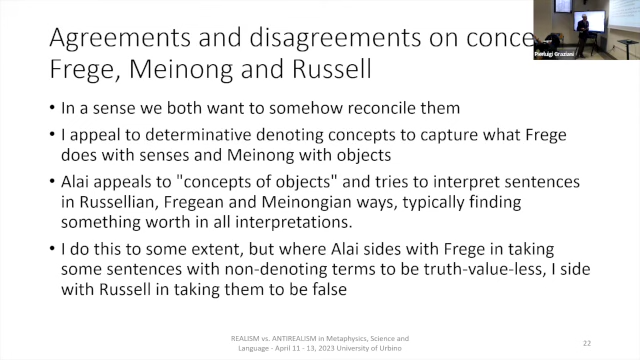 Agreements and disagreements on conce
Frege, Meinong and Russell
• In a sense we both want to somehow reconcile them
• I appeal to determinative denoting concepts to capture what Frege
does with senses and Meinong with objects
• Alai appeals to "concepts of objects" and tries to interpret sentences
in Russellian, Fregean and Meinongian ways, typically finding
something worth in all interpretations.
• I do this to some extent, but where Alai sides with Frege in taking
some sentences with non-denoting terms to be truth-value-less, I side
with Russell in taking them to be false
REALISM vs. ANTIREALISM in Metaphysics, Science and
Language - April 11 - 13, 2023 University of Urbino
22
Pierluigi Graziani